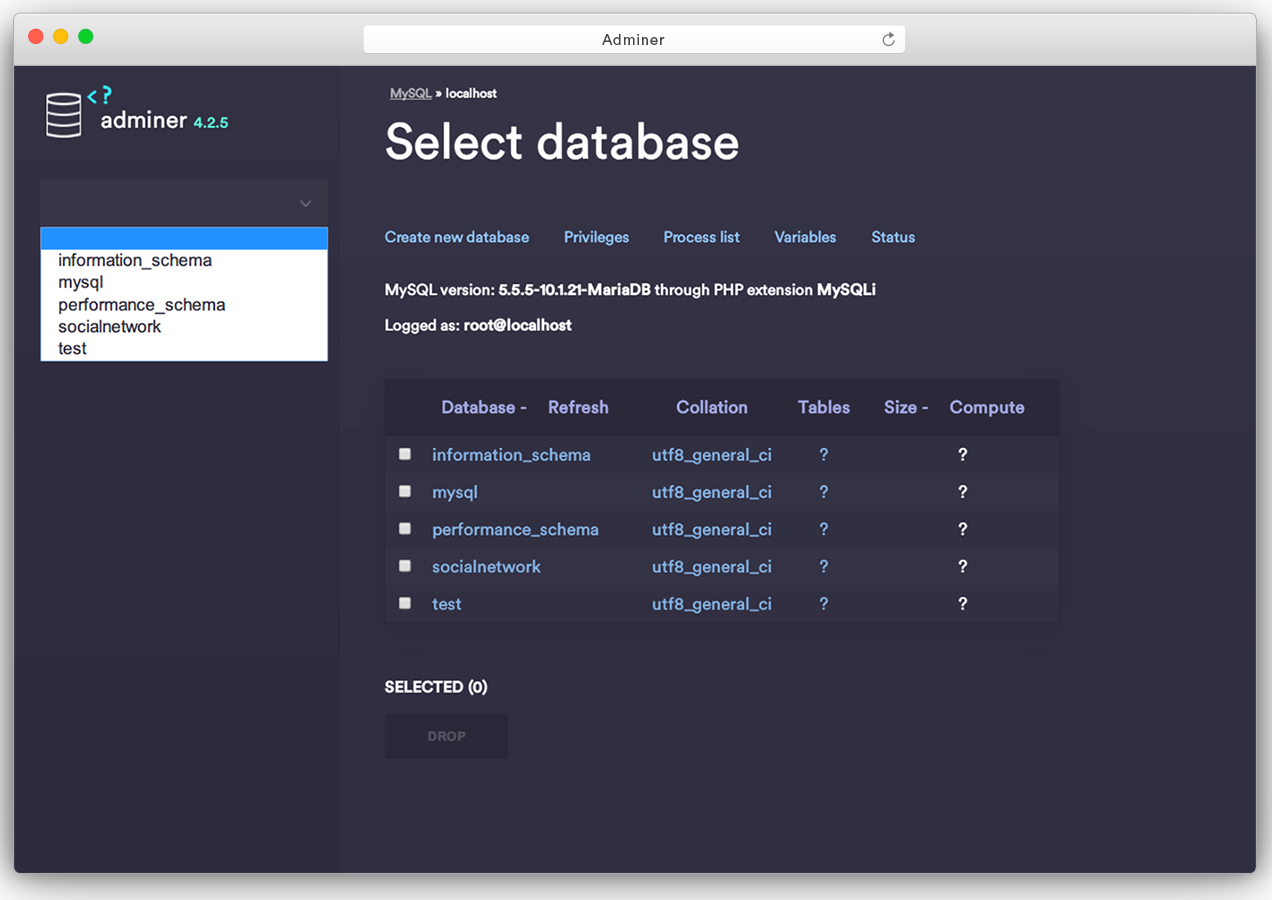 Adminer
<?
adminer 4.2.5
information_schema
mysql
performance_schema
socialnetwork
test
MySQL » localhost
Select database
Create new database Privileges Process list Variables Status
MySQL version: 5.5.5-10.1.21-MariaDB through PHP extension MySQLi
Logged as: root@localhost
Database - Refresh Collation Tables Size - Compute
information_schema utf8_general_ci ? ?
mysql utf8_general_ci ? ?
performance_schema utf8_general_ci ? ?
socialnetwork utf8_general_ci ? ?
test utf8_general_ci ? ?
SELECTED (0)
DROP